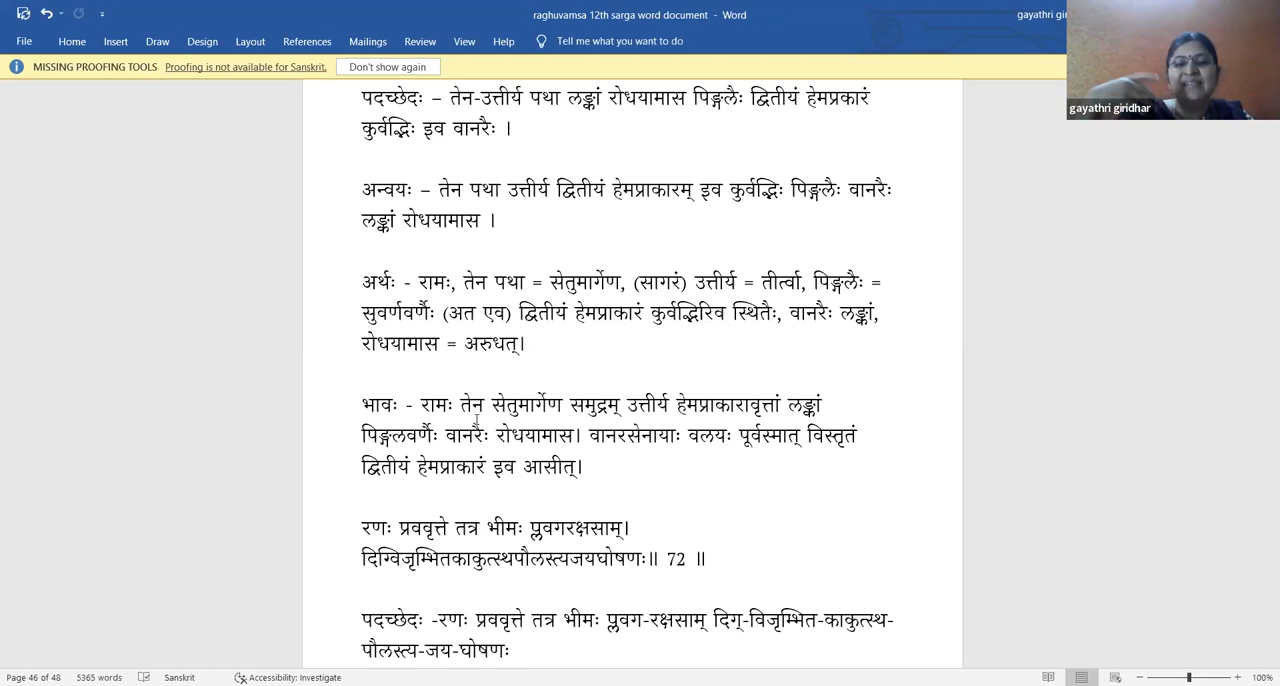 raghuvamsa 12th sarga word document - Word
gayathri gir
File Home Insert Draw Design Layout References Mailings Review View Help Tell me what you want to do
MISSING PROOFING TOOLS Proofing is not available for Sanskrit. Don't show again
gayathri giridhar
पदच्छेदः – तेन-उत्तीर्य पथा लङ्कां रोधयामास पिङ्गलैः द्वितीयं हेमप्रकारं
कुर्वद्भिः इव वानरैः ।
अन्वयः – तेन पथा उत्तीर्य द्वितीयं हेमप्राकारम् इव कुर्वद्भिः पिङ्गलैः वानरैः
लङ्कां रोधयामास ।
अर्थः - रामः, तेन पथा = सेतुमार्गेण, (सागरं) उत्तीर्य = तीर्त्वा, पिङ्गलैः =
सुवर्णवर्णैः (अत एव) द्वितीयं हेमप्राकारं कुर्वद्भिरिव स्थितैः, वानरैः लङ्कां,
रोधयामास = अरुधत्।
भावः - रामः तेन सेतुमार्गेण समुद्रम् उत्तीर्य हेमप्राकारावृत्तां लङ्कां
पिङ्गलवर्णैः वानरैः रोधयामास। वानरसेनायाः वलयः पूर्वस्मात् विस्तृतं
द्वितीयं हेमप्राकारं इव आसीत्।
रणः प्रववृत्ते तत्र भीमः प्लवगरक्षसाम्।
दिग्विजृम्भितकाकुत्स्थपौलस्त्यजयघोषणः॥ 72 ॥
पदच्छेदः -रणः प्रववृत्ते तत्र भीमः प्लवग-रक्षसाम् दिग्-विजृम्भित-काकुत्स्थ-
पौलस्त्य-जय-घोषणः
Page 46 of 48 5365 words Sanskrit Accessibility: Investigate 100%